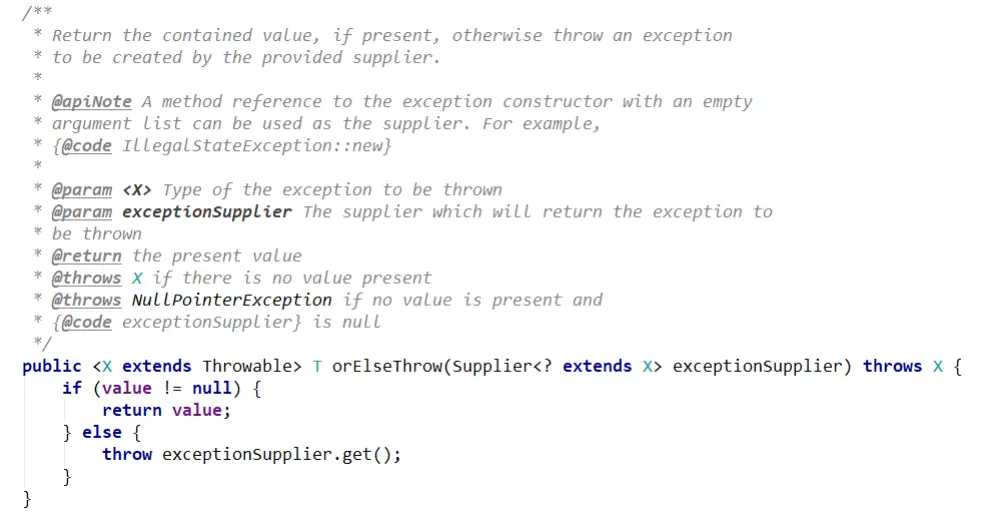 /**
 * Return the contained value, if present, otherwise throw an exception
 * to be created by the provided supplier.
 *
 * @apiNote A method reference to the exception constructor with an empty
 * argument list can be used as the supplier. For example,
 * {@code IllegalStateException::new}
 *
 * @param <X> Type of the exception to be thrown
 * @param exceptionSupplier The supplier which will return the exception to
 * be thrown
 * @return the present value
 * @throws X if there is no value present
 * @throws NullPointerException if no value is present and
 * {@code exceptionSupplier} is null
 */
public <X extends Throwable> T orElseThrow(Supplier<? extends X> exceptionSupplier) throws X {
    if (value != null) {
        return value;
    } else {
        throw exceptionSupplier.get();
    }
}